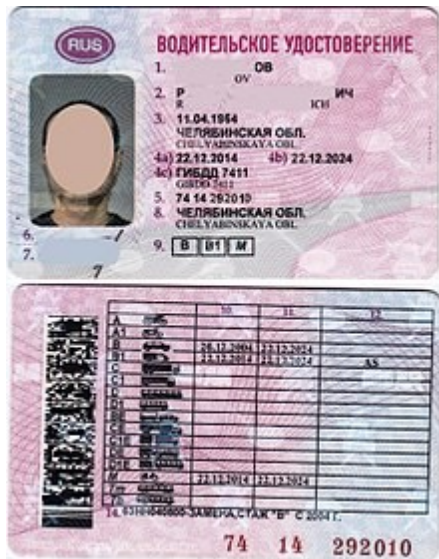 RUS
ВОДИТЕЛЬСКОЕ УДОСТОВЕРЕНИЕ
1. ОВ
OV
2. Р ИЧ
R ICH
3. 11.04.1964
ЧЕЛЯБИНСКАЯ ОБЛ.
CHELYABINSKAYA OBL.
4a) 22.12.2014 4b) 22.12.2024
4c) ГИБДД 7411
GIBDD 7411
5. 74 14 292010
8. ЧЕЛЯБИНСКАЯ ОБЛ.
CHELYABINSKAYA OBL.
6.
7.
9. B B1 M
7
10. 11. 12.
A
A1
B 22.12.2024
B1 22.12.2014 22.12.2024 AS
C
C1
D
D1
BE
CE
C1E
DE
D1E
M 22.12.2014 22.12.2024
Tm
Tb
14. ЗАМЕНА, СТАЖ "В" С 2004 Г.
74 14 292010